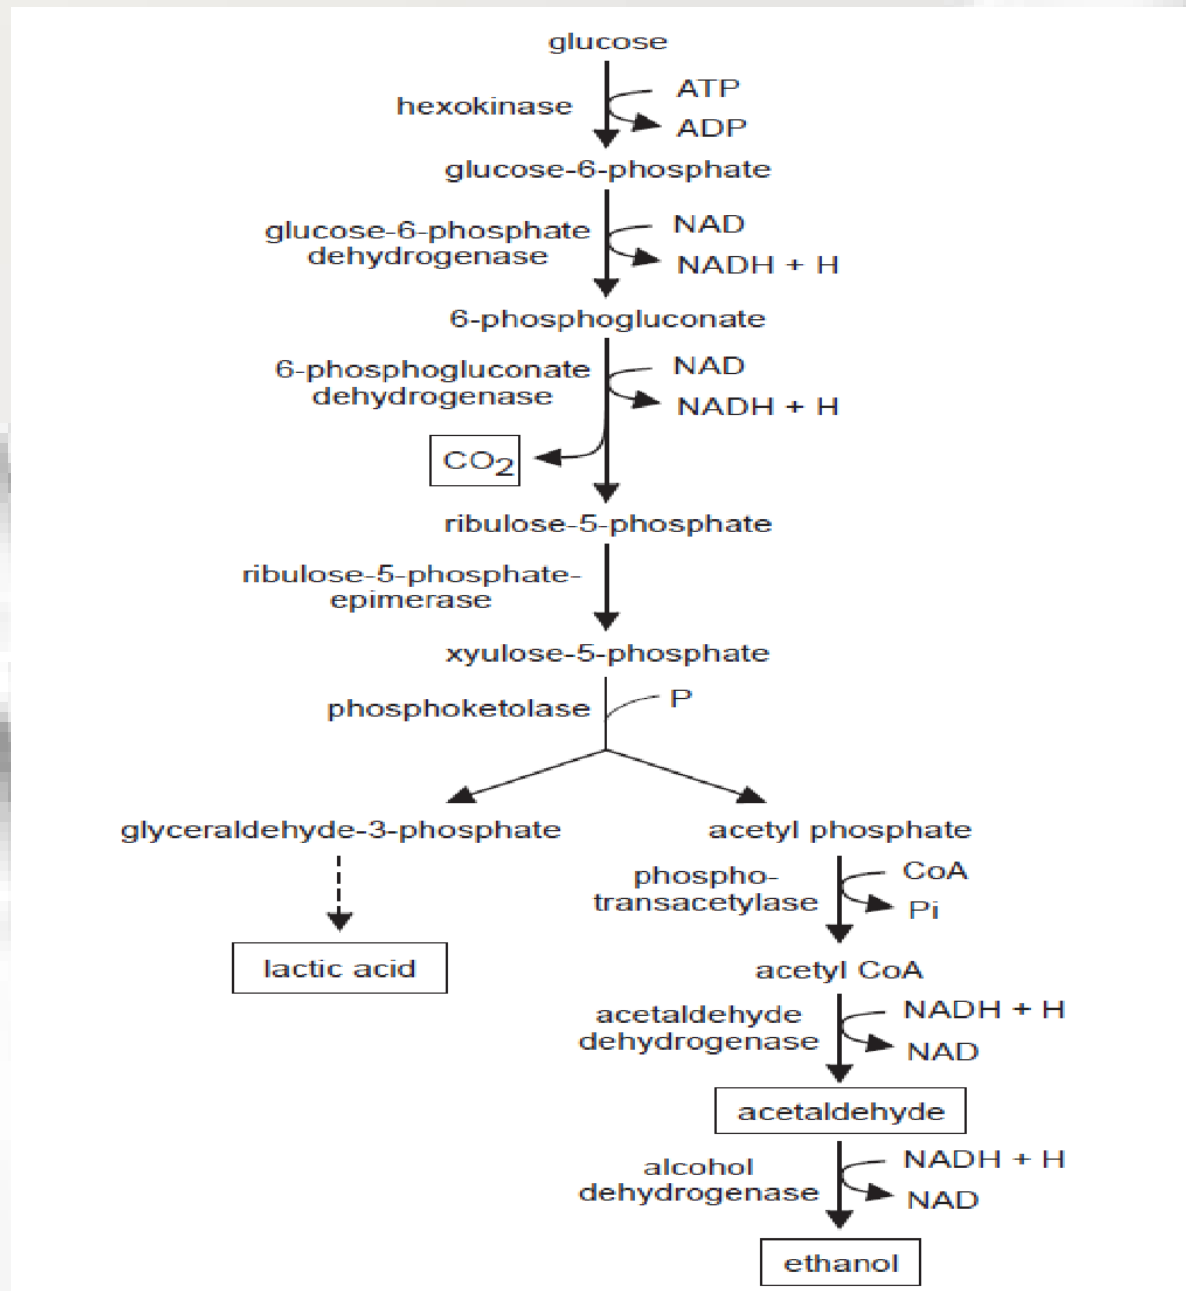 glucose
hexokinase
ATP
ADP
glucose-6-phosphate
glucose-6-phosphate
dehydrogenase
NAD
NADH + H
6-phosphogluconate
6-phosphogluconate
dehydrogenase
NAD
NADH + H
CO2
ribulose-5-phosphate
ribulose-5-phosphate-
epimerase
xyulose-5-phosphate
phosphoketolase
P
glyceraldehyde-3-phosphate
acetyl phosphate
phospho-
transacetylase
CoA
Pi
lactic acid
acetyl CoA
acetaldehyde
dehydrogenase
NADH + H
NAD
acetaldehyde
alcohol
dehydrogenase
NADH + H
NAD
ethanol